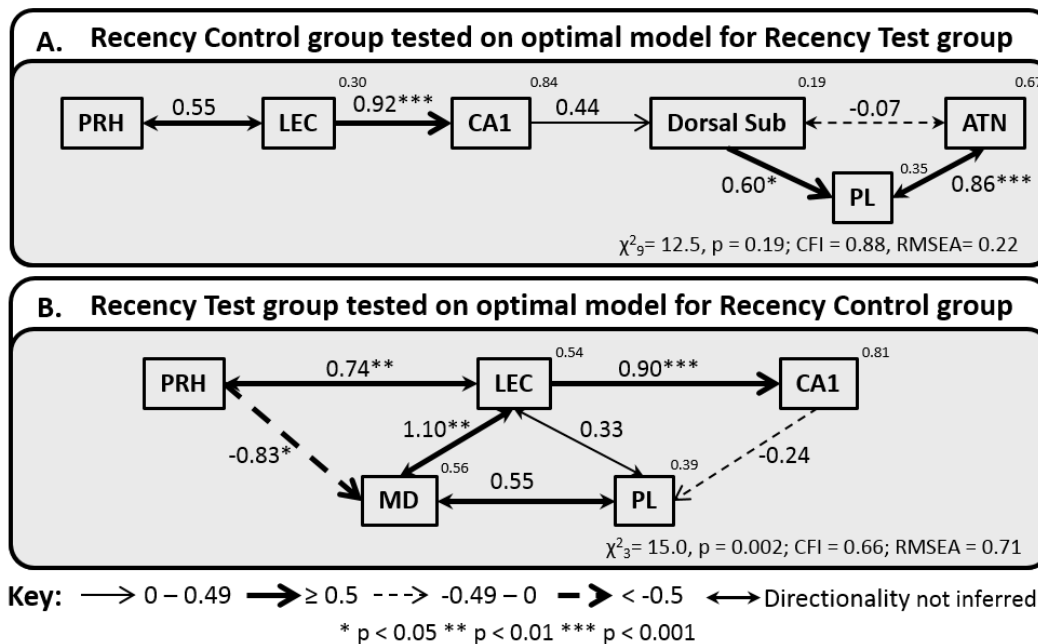 A. Recency Control group tested on optimal model for Recency Test group
0.30 0.84 0.19 0.67
PRH 0.55 LEC 0.92*** CA1 0.44 Dorsal Sub -0.07 ATN
0.60* PL 0.35 0.86***
χ²₉= 12.5, p = 0.19; CFI = 0.88, RMSEA= 0.22
B. Recency Test group tested on optimal model for Recency Control group
0.54 0.81
PRH 0.74** LEC 0.90*** CA1
-0.83* 1.10** 0.33 -0.24
0.56 0.39
MD 0.55 PL
χ²₃= 15.0, p = 0.002; CFI = 0.66; RMSEA = 0.71
Key: 0 – 0.49 ≥ 0.5 -0.49 – 0 < -0.5 Directionality not inferred
* p < 0.05 ** p < 0.01 *** p < 0.001